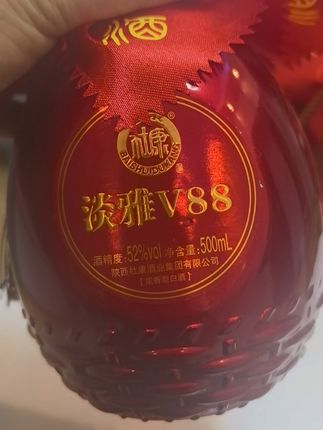 酒
杜康
®
BAISHUIDUKANG
淡雅V88
酒精度:52%vol 净含量:500mL
陕西杜康酒业集团有限公司
【浓香型白酒】